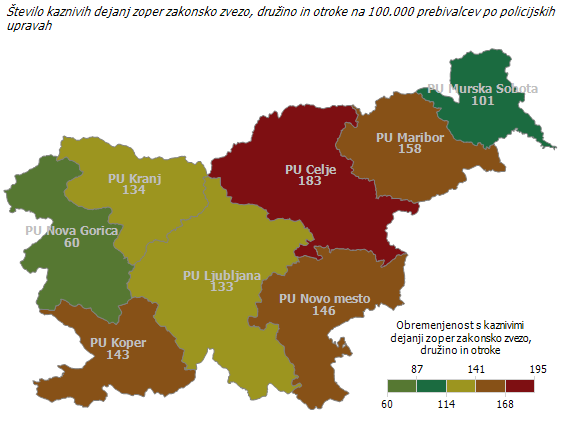 Število kaznivih dejanj zoper zakonsko zvezo, družino in otroke na 100.000 prebivalcev po policijskih
upravah
PU Murska Sobota
101
PU Maribor
158
PU Celje
183
PU Kranj
134
PU Nova Gorica
60
PU Ljubljana
133
PU Novo mesto
146
PU Koper
143
Obremenjenost s kaznivimi
dejanji zoper zakonsko zvezo,
družino in otroke
87 141 195
60 114 168